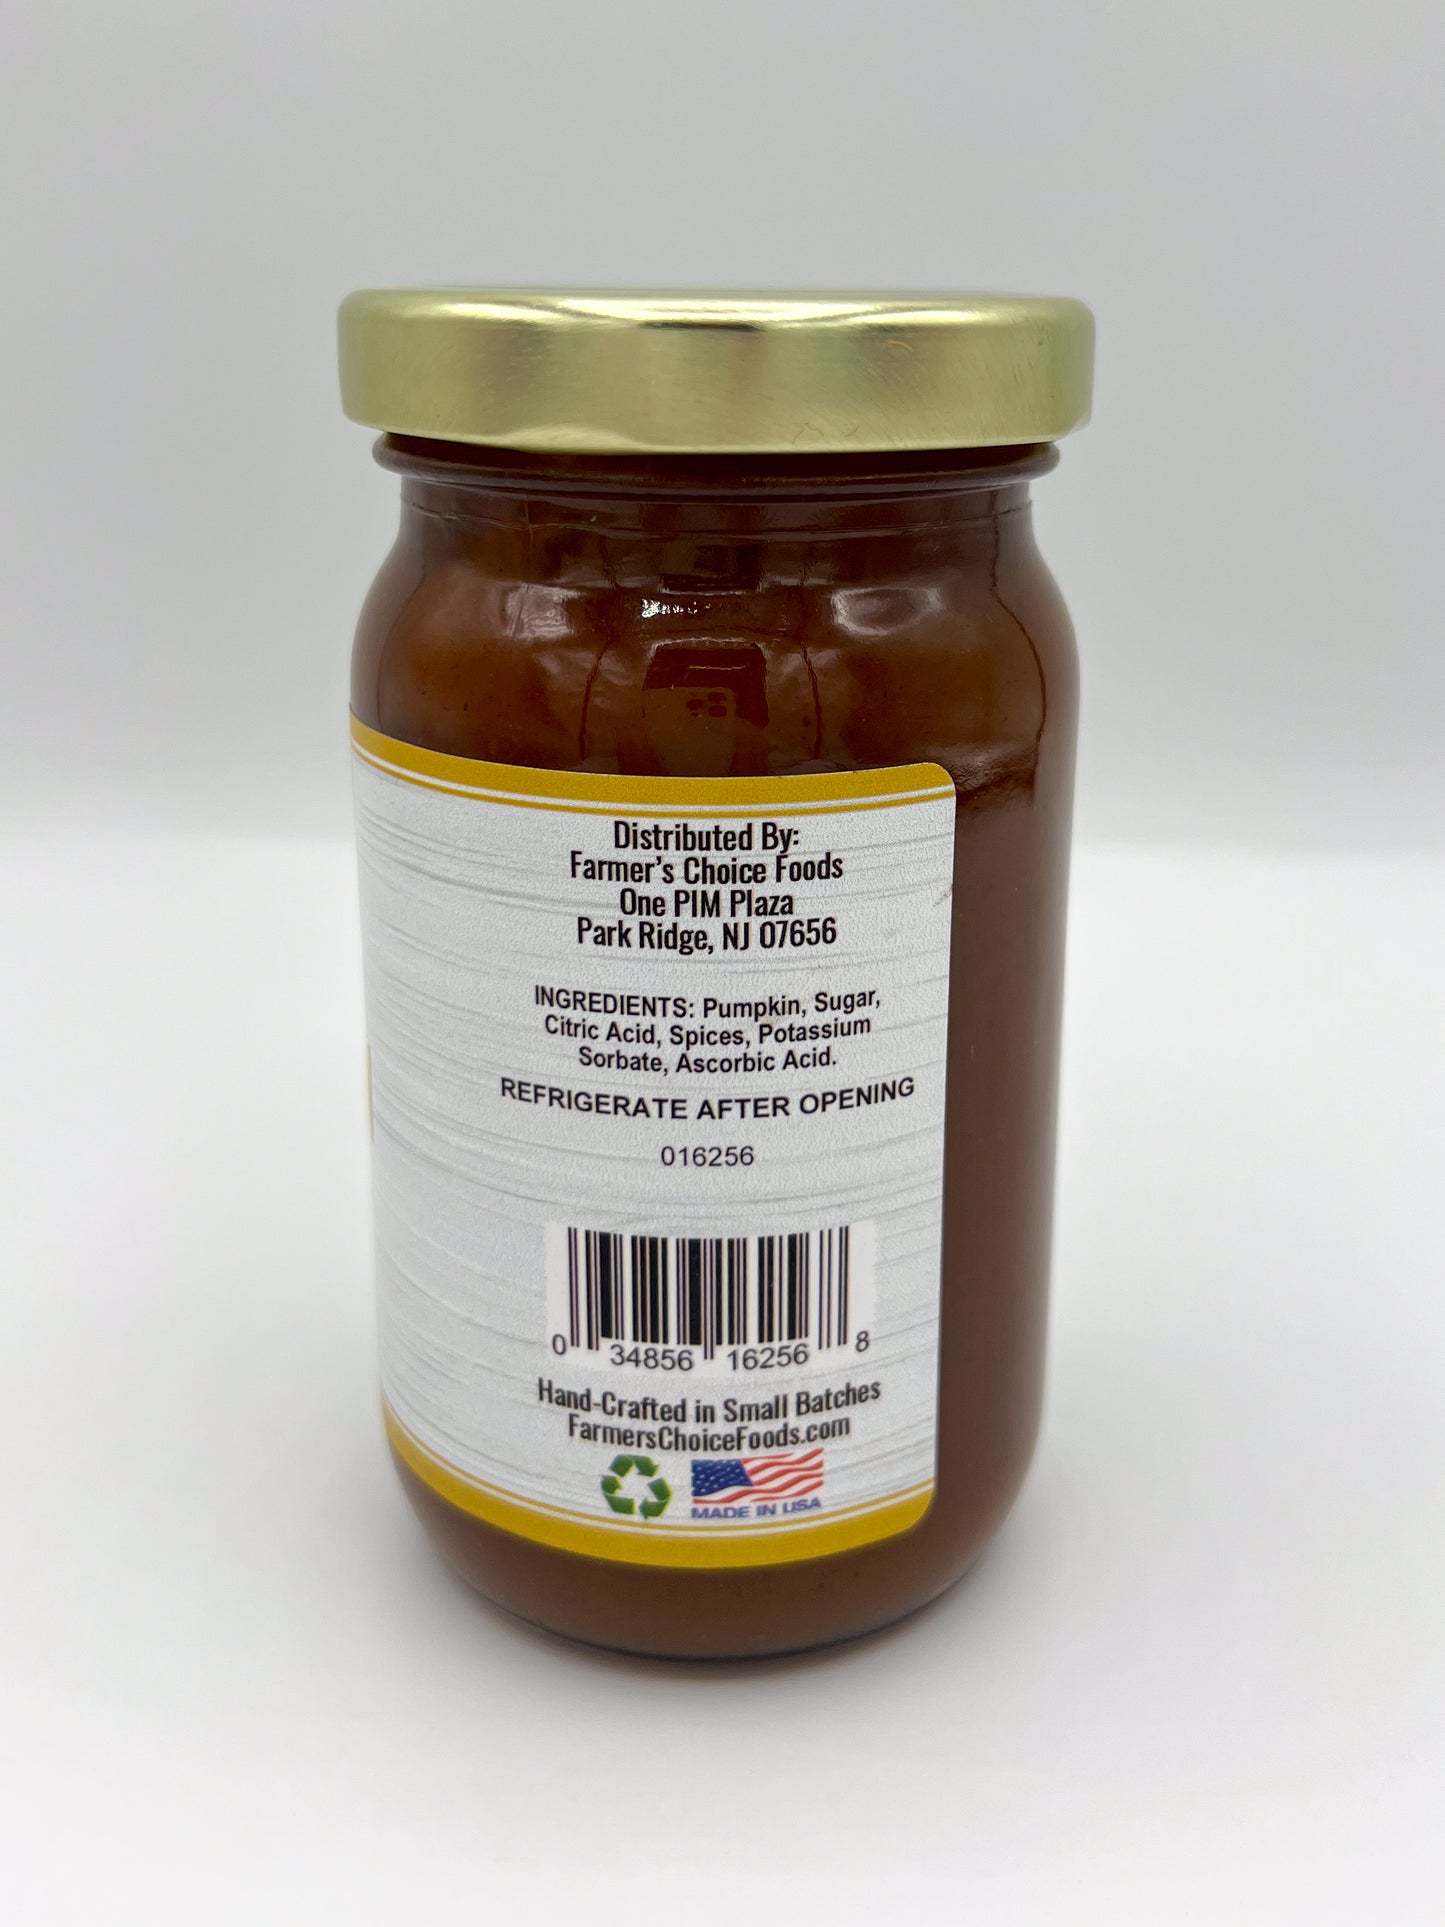 Distributed By:
Farmer's Choice Foods
One PIM Plaza
Park Ridge, NJ 07656
INGREDIENTS: Pumpkin, Sugar,
Citric Acid, Spices, Potassium
Sorbate, Ascorbic Acid.
REFRIGERATE AFTER OPENING
016256
0 34856 16256 8
Hand-Crafted in Small Batches
FarmersChoiceFoods.com
MADE IN USA